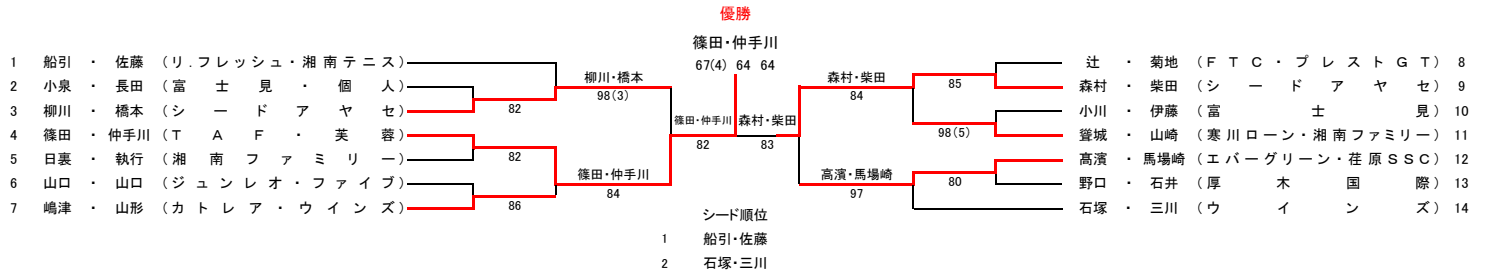 優勝
篠田・仲手川
67(4) 64 64
1 船引 ・ 佐藤 (リ.フレッシュ・湘南テニス)
2 小泉 ・ 長田 (富士見・個人)
3 柳川 ・ 橋本 (シードアヤセ)
4 篠田 ・ 仲手川 (TAF・芙蓉)
5 日裏 ・ 執行 (湘南ファミリー)
6 山口 ・ 山口 (ジュンレオ・ファイブ)
7 嶋津 ・ 山形 (カトレア・ウインズ)
82
82
86
柳川・橋本
98(3)
篠田・仲手川
84
篠田・仲手川
82
森村・柴田
83
森村・柴田
84
高濱・馬場崎
97
85
98(5)
80
辻 ・ 菊地 (FTC・プレストGT) 8
森村 ・ 柴田 (シードアヤセ) 9
小川 ・ 伊藤 (富士見) 10
聳城 ・ 山崎 (寒川ローン・湘南ファミリー) 11
髙濱 ・ 馬場崎 (エバーグリーン・荏原SSC) 12
野口 ・ 石井 (厚木国際) 13
石塚 ・ 三川 (ウインズ) 14
シード順位
1 船引・佐藤
2 石塚・三川